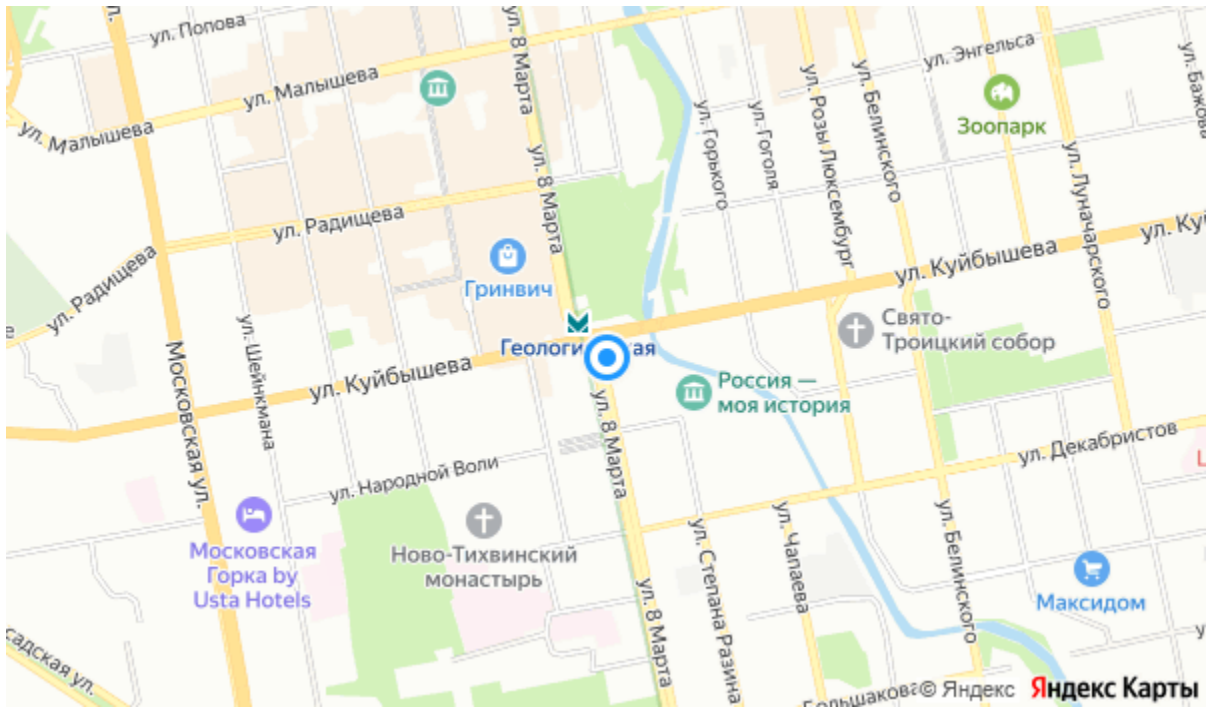 ул. Попова
ул. 8 Марта
ул. Энгельса
ул. Бажова
ул. Малышева
ул. Малышева
ул. Горького
ул. Гоголя
ул. Розы Люксембург
ул. Белинского
Зоопарк
ул. Луначарского
ул. 8 Марта
ул. Радищева
ул. Радищева
Гринвич
ул. Куйбышева
ул. Шейнкмана
Московская ул.
ул. Куйбышева
Свято-
Троицкий собор
Россия —
моя история
ул. 8 Марта
ул. Декабристов
ул. Народной Воли
Московская
Горка by
Usta Hotels
Ново-Тихвинский
монастырь
ул. Степана Разина
ул. Чапаева
ул. Белинского
Максидом
ул. 8 Марта
© Яндекс Яндекс Карты